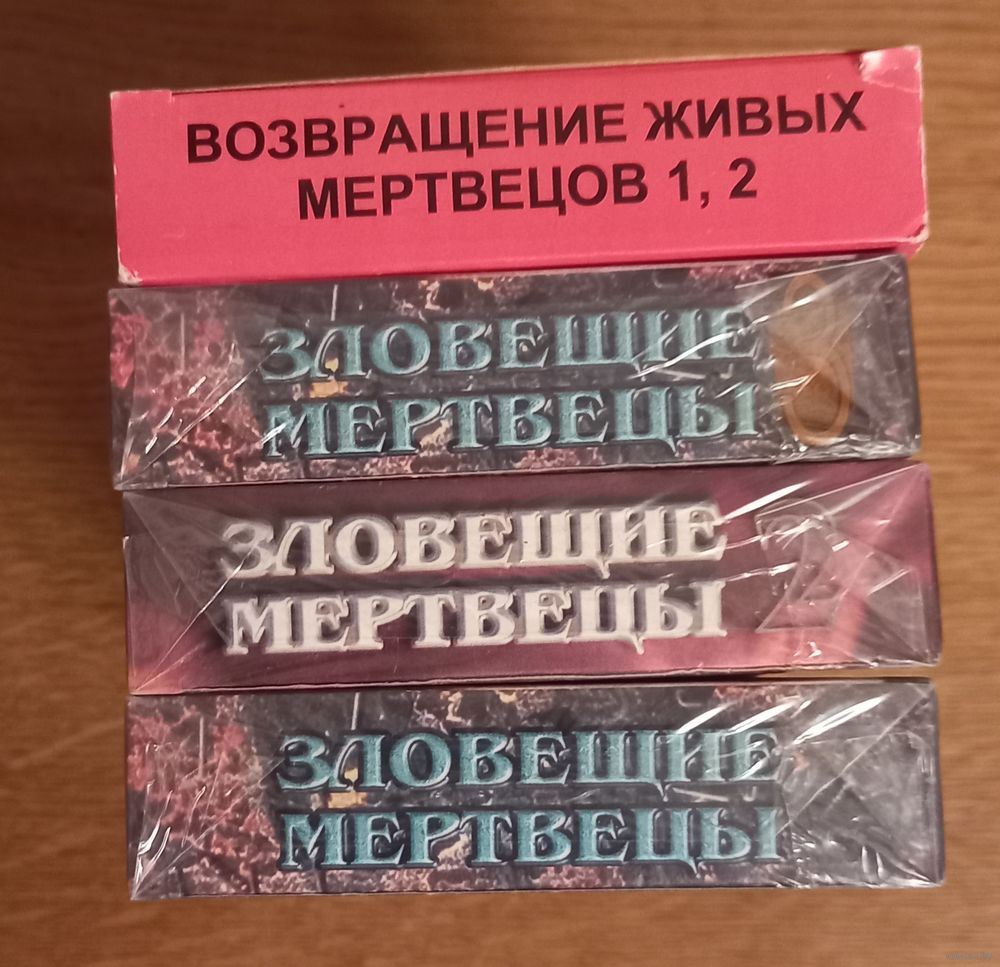 ВОЗВРАЩЕНИЕ ЖИВЫХ
МЕРТВЕЦОВ 1, 2
ЗЛОВЕЩИЕ
МЕРТВЕЦЫ
ЗЛОВЕЩИЕ
МЕРТВЕЦЫ 2
ЗЛОВЕЩИЕ
МЕРТВЕЦЫ